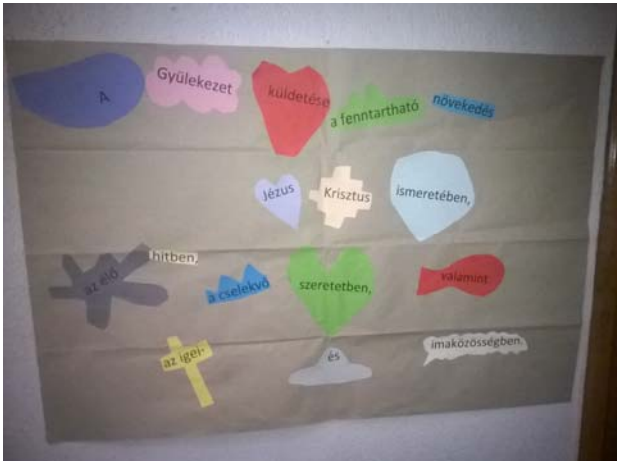 A Gyülekezet küldetése a fenntartható növekedés
Jézus Krisztus ismeretében,
az élő hitben, a cselekvő szeretetben, valamint
az igei- és imaközösségben.